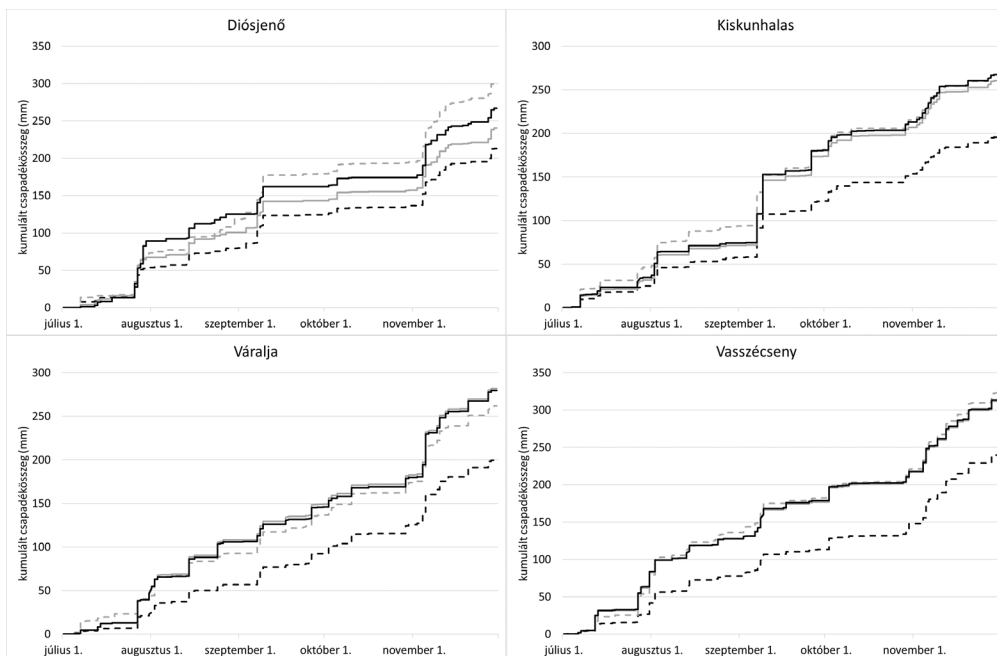 Diósjenő
kumulált csapadékösszeg (mm)
350
300
250
200
150
100
50
0
július 1. augusztus 1. szeptember 1. október 1. november 1.
Kiskunhalas
kumulált csapadékösszeg (mm)
300
250
200
150
100
50
0
július 1. augusztus 1. szeptember 1. október 1. november 1.
Váralja
kumulált csapadékösszeg (mm)
300
250
200
150
100
50
0
július 1. augusztus 1. szeptember 1. október 1. november 1.
Vasszécseny
kumulált csapadékösszeg (mm)
350
300
250
200
150
100
50
0
július 1. augusztus 1. szeptember 1. október 1. november 1.